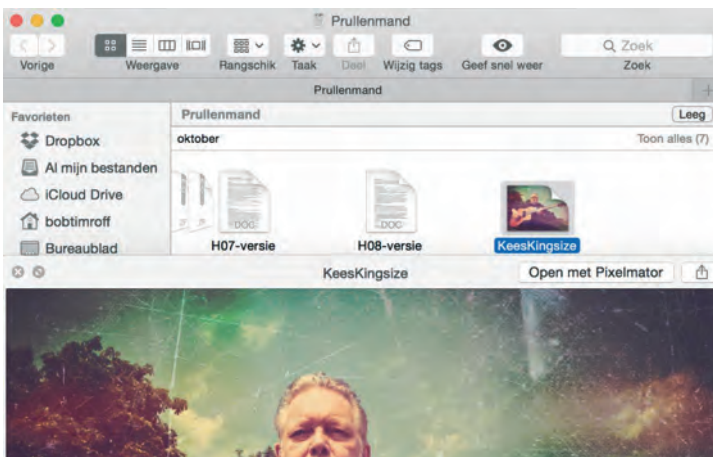 Prullenmand
Vorige Weergave Rangschik Taak Deel Wijzig tags Geef snel weer Zoek
Zoek
Prullenmand
Favorieten
Dropbox
Al mijn bestanden
iCloud Drive
bobtimroff
Bureaublad
Prullenmand Leeg
oktober Toon alles (7)
DOC DOC
H07-versie H08-versie KeesKingsize
KeesKingsize Open met Pixelmator